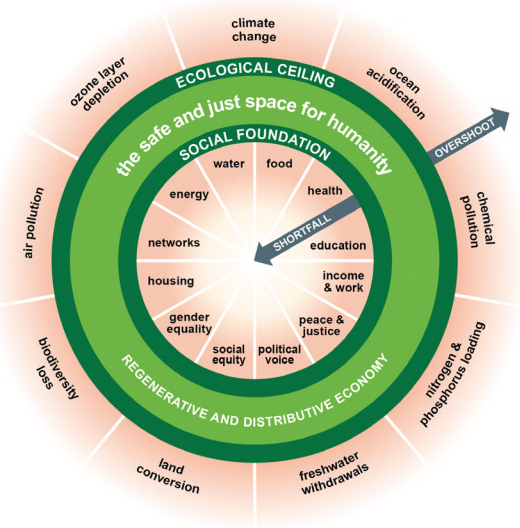 climate
change
ozone layer
depletion
ocean
acidification
ECOLOGICAL CEILING
the safe and just space for humanity
SOCIAL FOUNDATION
OVERSHOOT
water
food
energy
health
SHORTFALL
networks
education
housing
income
& work
gender
equality
peace &
justice
social
equity
political
voice
air pollution
chemical
pollution
REGENERATIVE AND DISTRIBUTIVE ECONOMY
biodiversity
loss
nitrogen &
phosphorus loading
land
conversion
freshwater
withdrawals